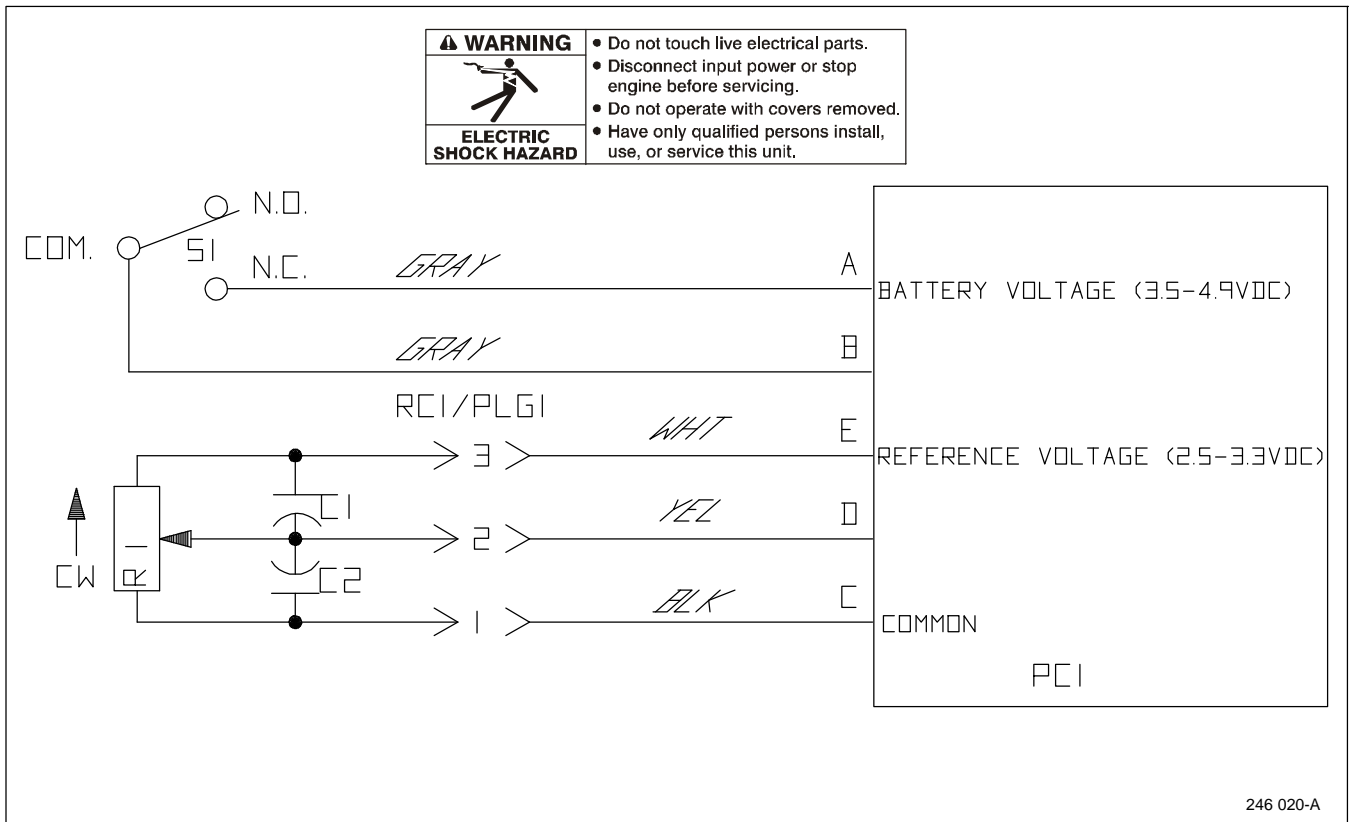 WARNING
ELECTRIC
SHOCK HAZARD
• Do not touch live electrical parts.
• Disconnect input power or stop
engine before servicing.
• Do not operate with covers removed.
• Have only qualified persons install,
use, or service this unit.
N.O.
COM.
S1
N.C.
GRAY
A
BATTERY VOLTAGE (3.5-4.9VDC)
GRAY
B
RC1/PLG1
3
WHT
E
REFERENCE VOLTAGE (2.5-3.3VDC)
C1
CW
R1
2
YEL
D
C2
1
BLK
C
COMMON
PC1
246 020-A